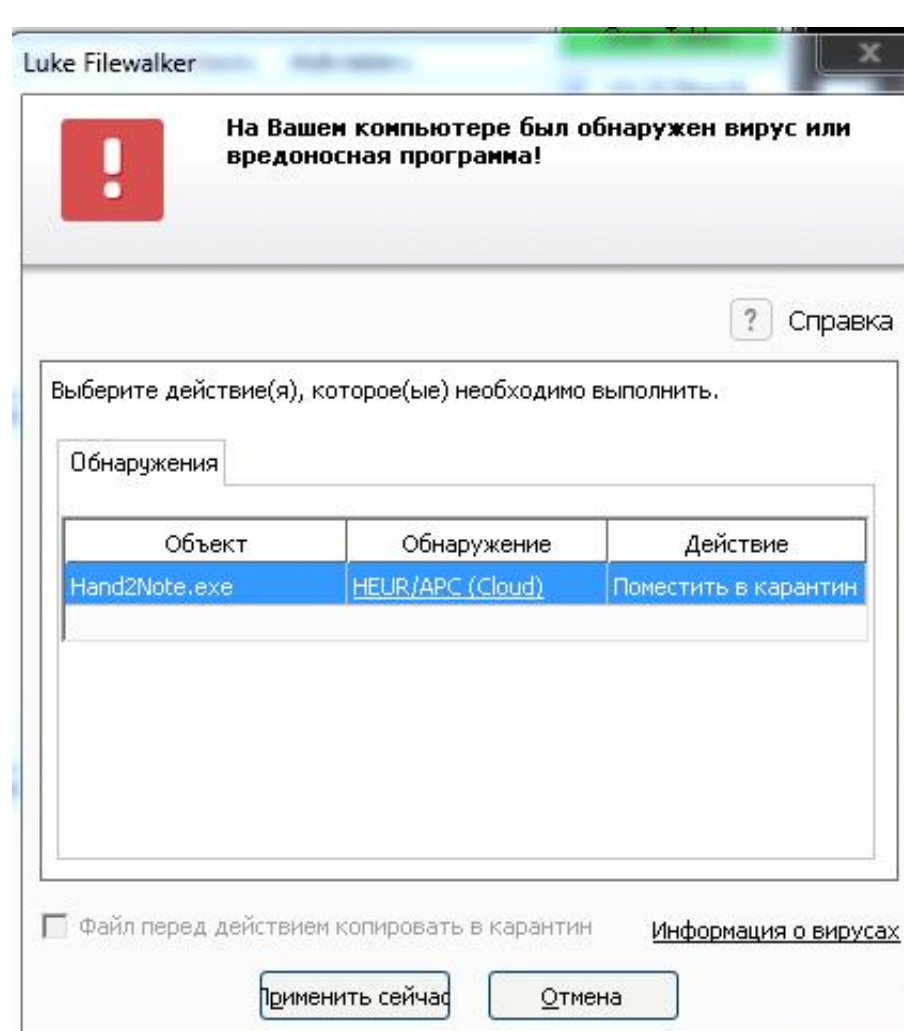 Luke Filewalker
На Вашем компьютере был обнаружен вирус или
вредоносная программа!
? Справка
Выберите действие(я), которое(ые) необходимо выполнить.
Обнаружения
Объект Обнаружение Действие
Hand2Note.exe HEUR/APC (Cloud) Поместить в карантин
Файл перед действием копировать в карантин Информация о вирусах
Применить сейчас Отмена